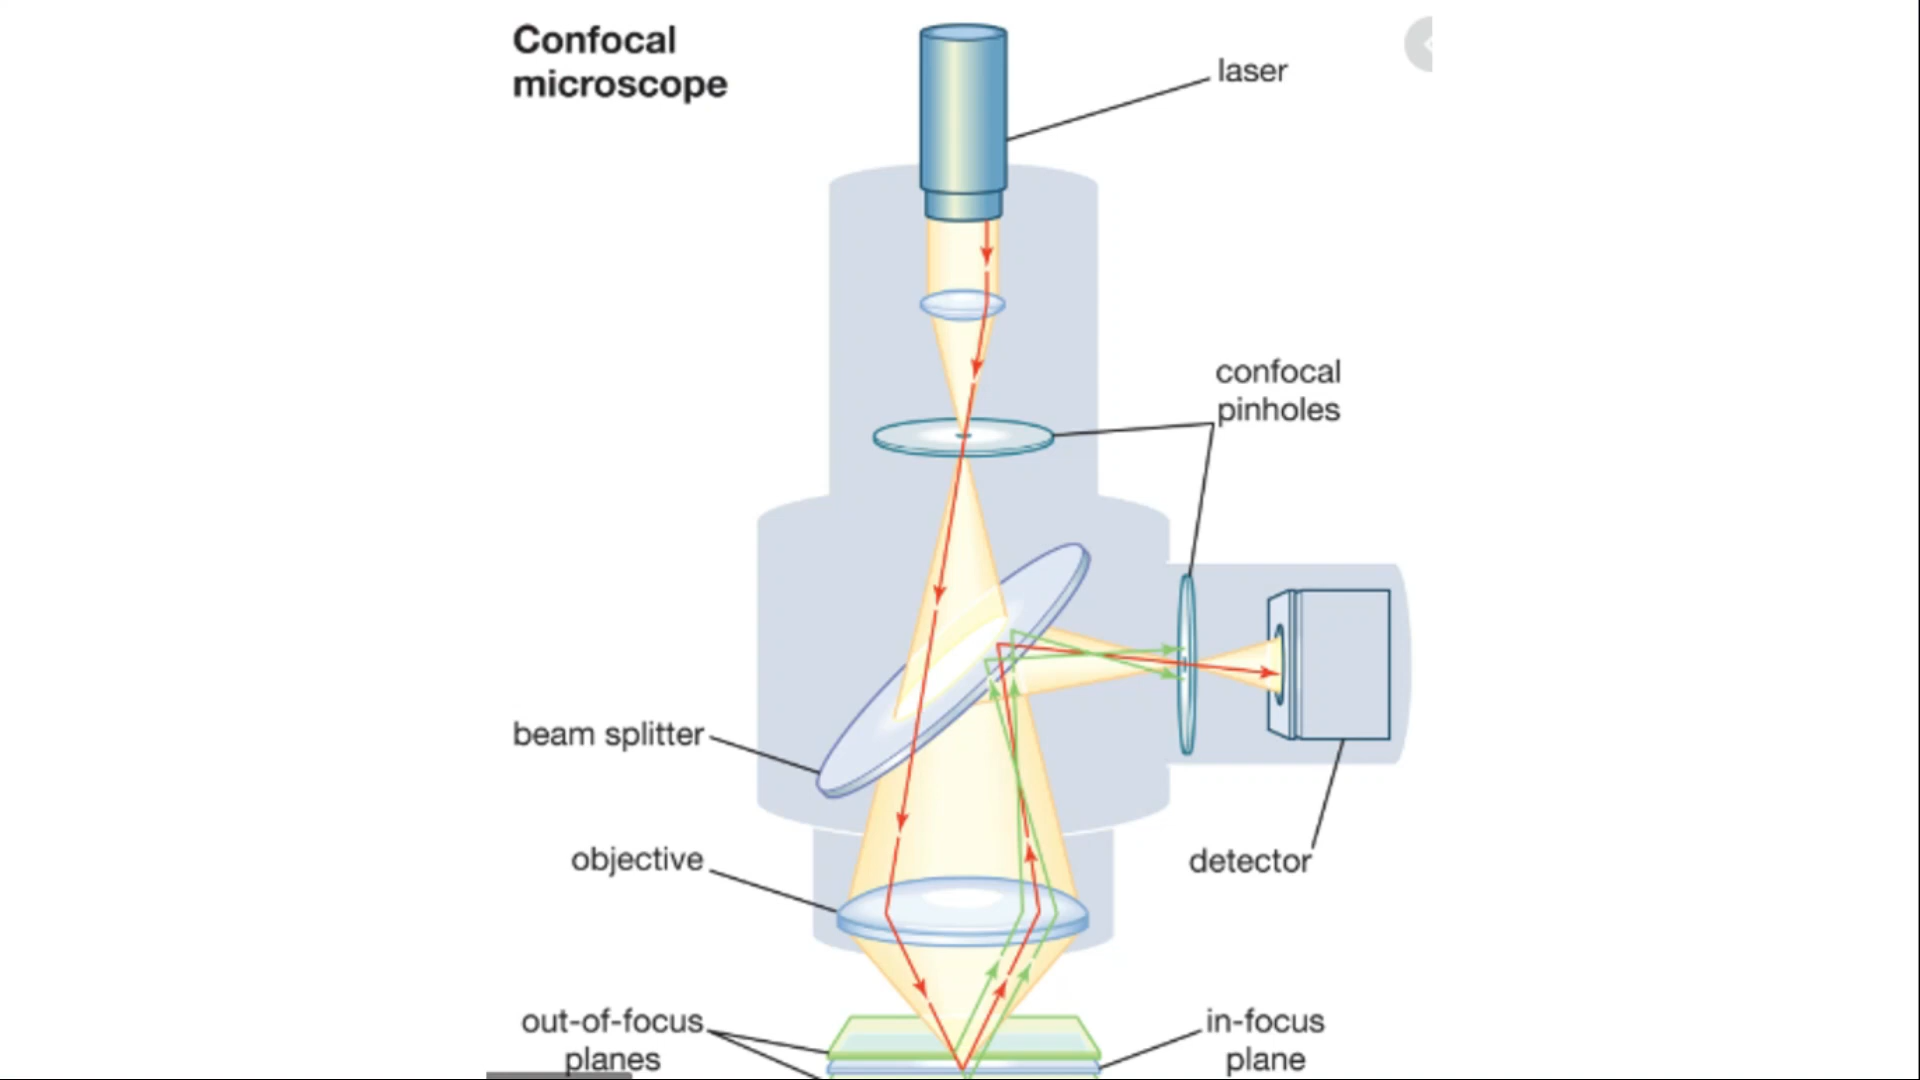 Confocal
microscope
laser
confocal
pinholes
beam splitter
objective
detector
out-of-focus
planes
in-focus
plane